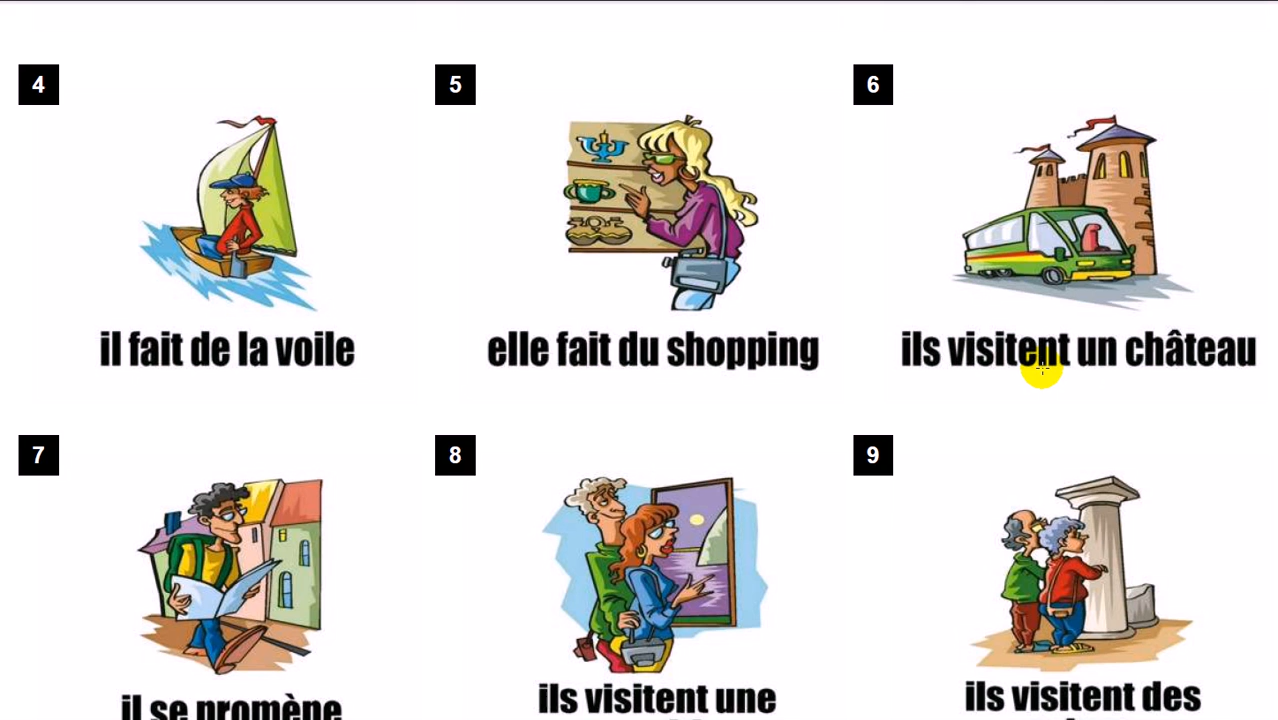 4
5
6
il fait de la voile
elle fait du shopping
ils visitent un château
7
8
9
il se promène
ils visitent une
ils visitent des